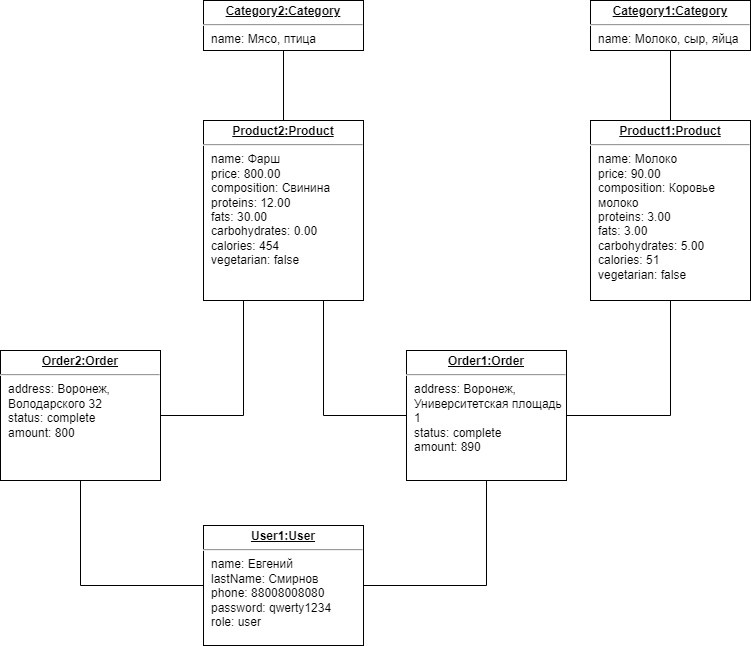 Category2:Category
name: Мясо, птица
Category1:Category
name: Молоко, сыр, яйца
Product2:Product
name: Фарш
price: 800.00
composition: Свинина
proteins: 12.00
fats: 30.00
carbohydrates: 0.00
calories: 454
vegetarian: false
Product1:Product
name: Молоко
price: 90.00
composition: Коровье
молоко
proteins: 3.00
fats: 3.00
carbohydrates: 5.00
calories: 51
vegetarian: false
Order2:Order
address: Воронеж,
Володарского 32
status: complete
amount: 800
Order1:Order
address: Воронеж,
Университетская площадь
1
status: complete
amount: 890
User1:User
name: Евгений
lastName: Смирнов
phone: 88008008080
password: qwerty1234
role: user